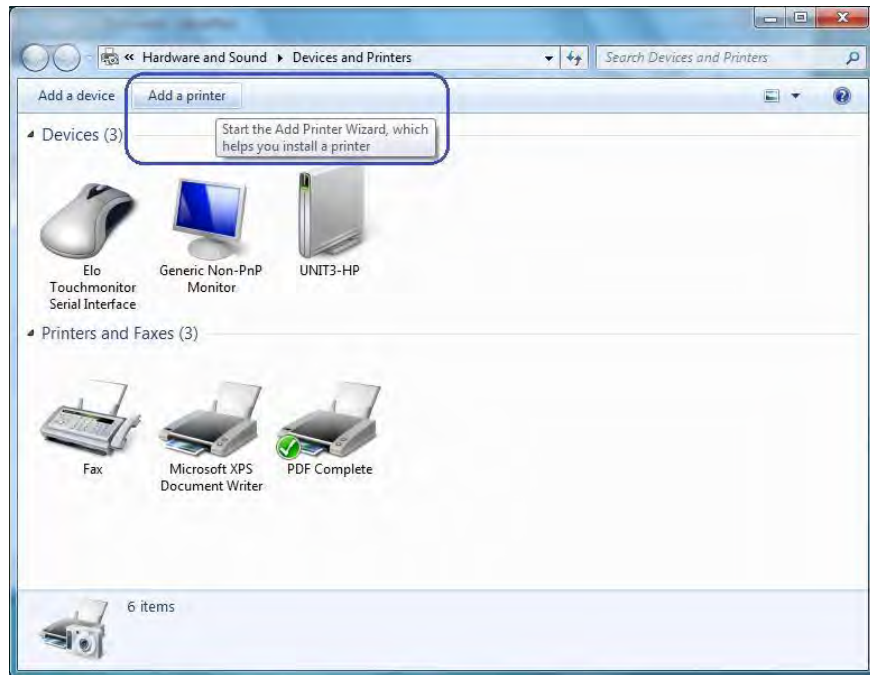 « Hardware and Sound ▸ Devices and Printers
Search Devices and Printers
Add a device
Add a printer
Start the Add Printer Wizard, which
helps you install a printer
Devices (3)
Elo
Touchmonitor
Serial Interface
Generic Non-PnP
Monitor
UNIT3-HP
Printers and Faxes (3)
Fax
Microsoft XPS
Document Writer
PDF Complete
6 items